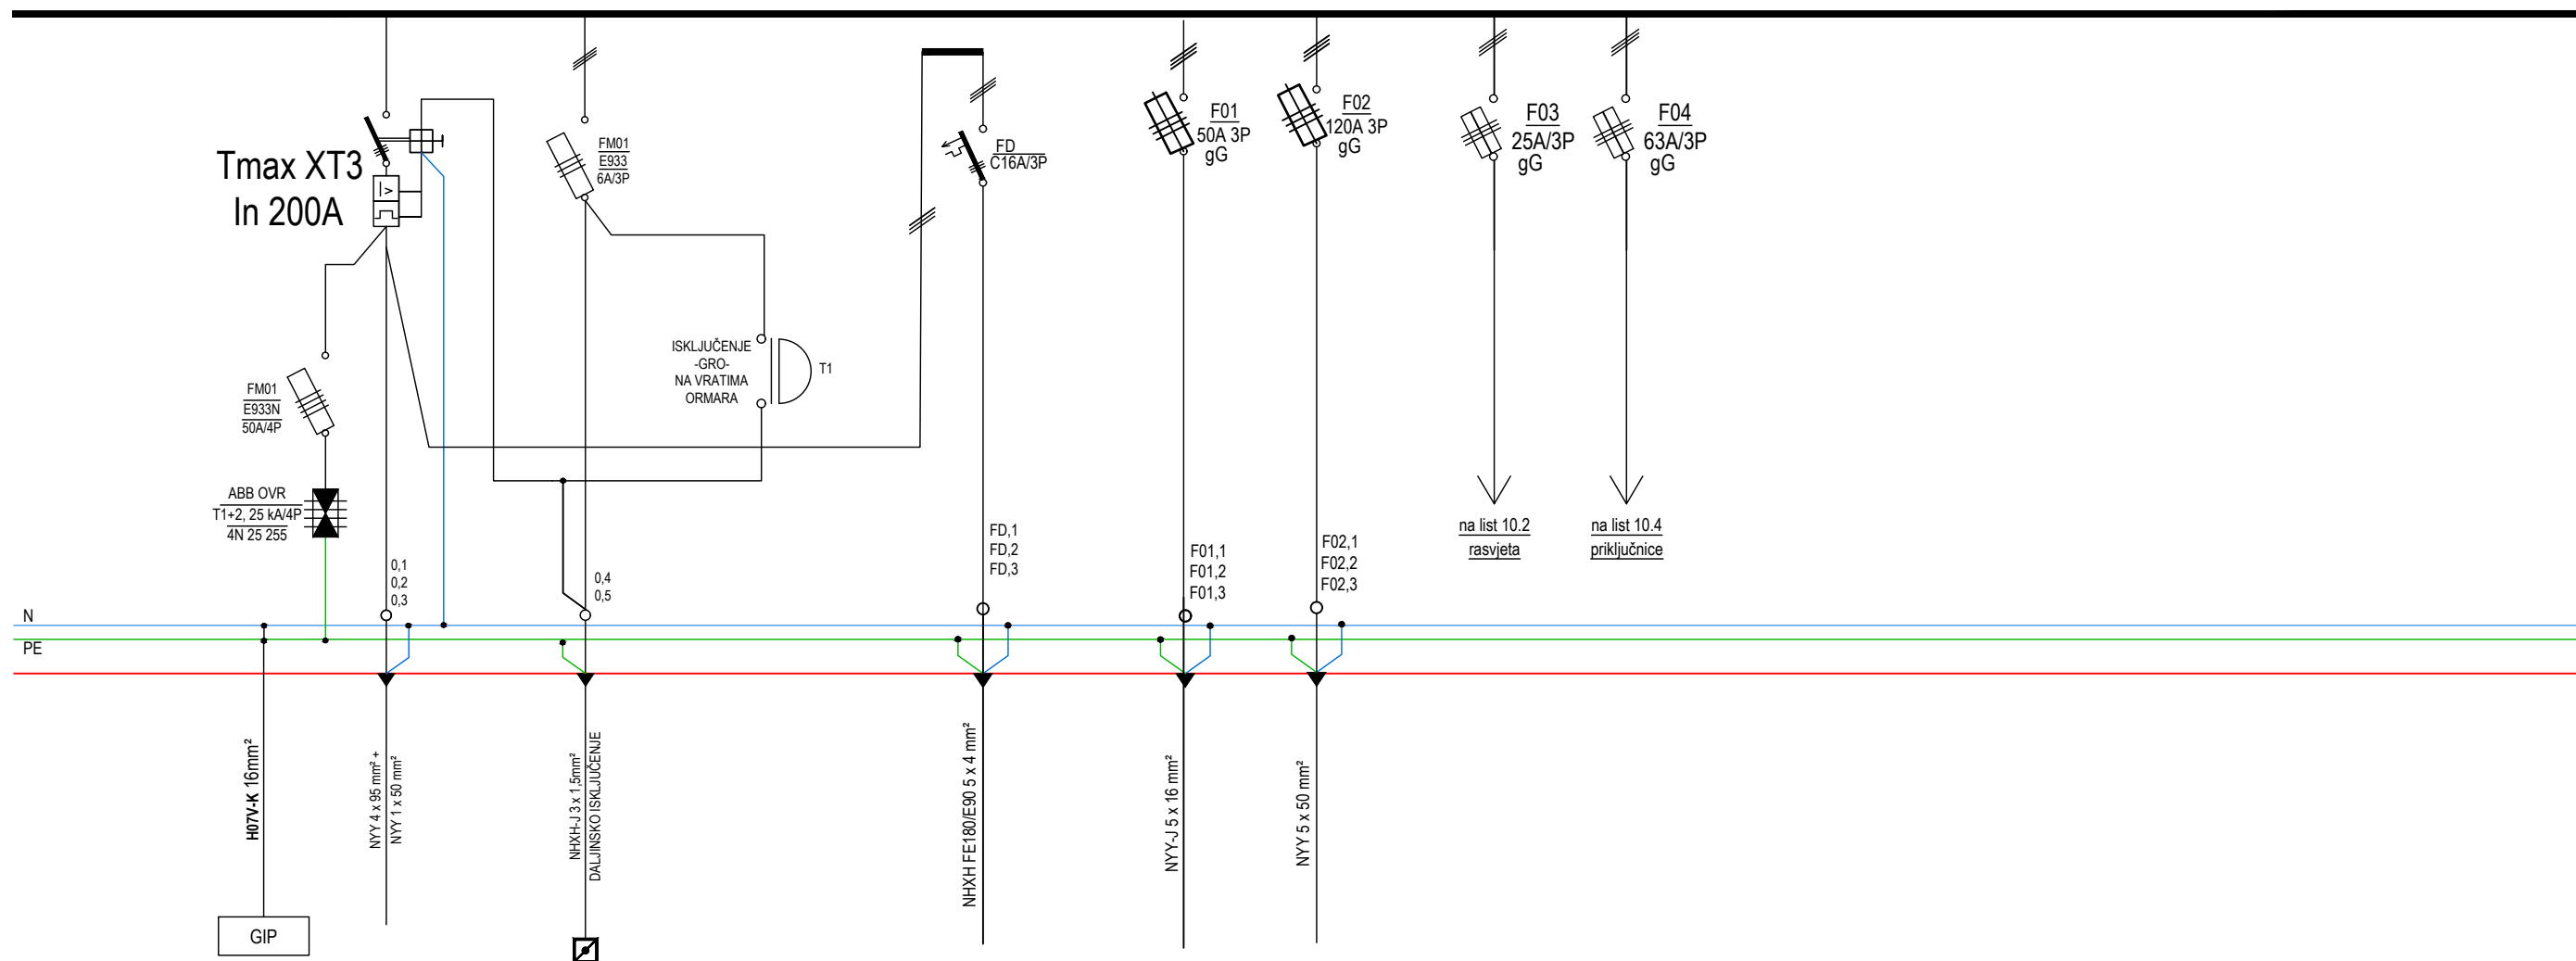 Tmax XT3
In 200A
FM01
E933
6A/3P
FD
C16A/3P
F01
50A 3P
gG
F02
120A 3P
gG
F03
25A/3P
gG
F04
63A/3P
gG
ISKLJUČENJE
-GRO-
NA VRATIMA
ORMARA
T1
FM01
E933N
50A/4P
ABB OVR
T1+2, 25 kA/4P
4N 25 255
0,1
0,2
0,3
0,4
0,5
FD,1
FD,2
FD,3
F01,1
F01,2
F01,3
F02,1
F02,2
F02,3
na list 10.2
rasvjeta
na list 10.4
priključnice
N
PE
H07V-K 16mm²
NYY 4 x 95 mm² +
NYY 1 x 50 mm²
NHXH-J 3 x 1,5mm²
DALJINSKO ISKLJUČENJE
NHXH FE180/E90 5 x 4 mm²
NYY-J 5 x 16 mm²
NYY 5 x 50 mm²
GIP